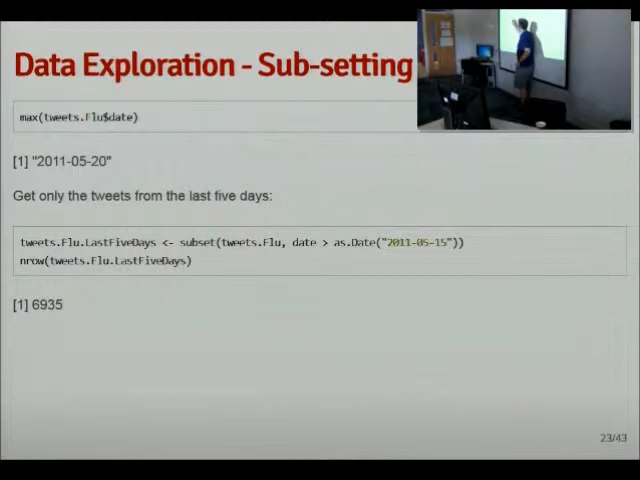 Data Exploration - Sub-setting
max(tweets.Flu$date)
[1] "2011-05-20"
Get only the tweets from the last five days:
tweets.Flu.LastFiveDays <- subset(tweets.Flu, date > as.Date("2011-05-15"))
nrow(tweets.Flu.LastFiveDays)
[1] 6935
23/43